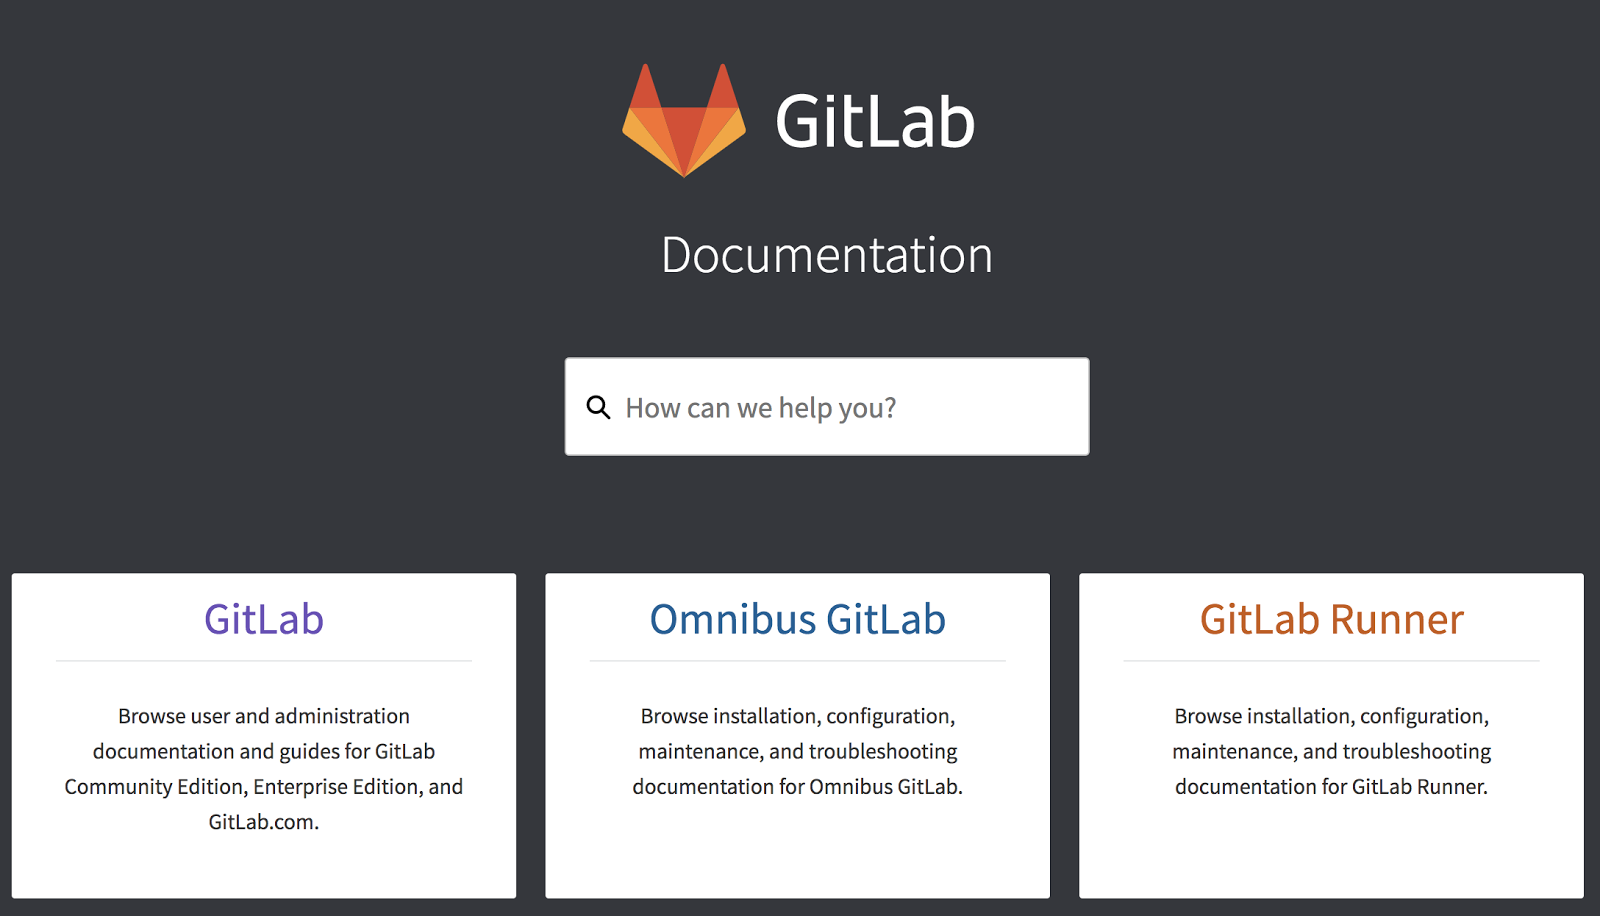 GitLab
Documentation
How can we help you?
GitLab
Browse user and administration
documentation and guides for GitLab
Community Edition, Enterprise Edition, and
GitLab.com.
Omnibus GitLab
Browse installation, configuration,
maintenance, and troubleshooting
documentation for Omnibus GitLab.
GitLab Runner
Browse installation, configuration,
maintenance, and troubleshooting
documentation for GitLab Runner.